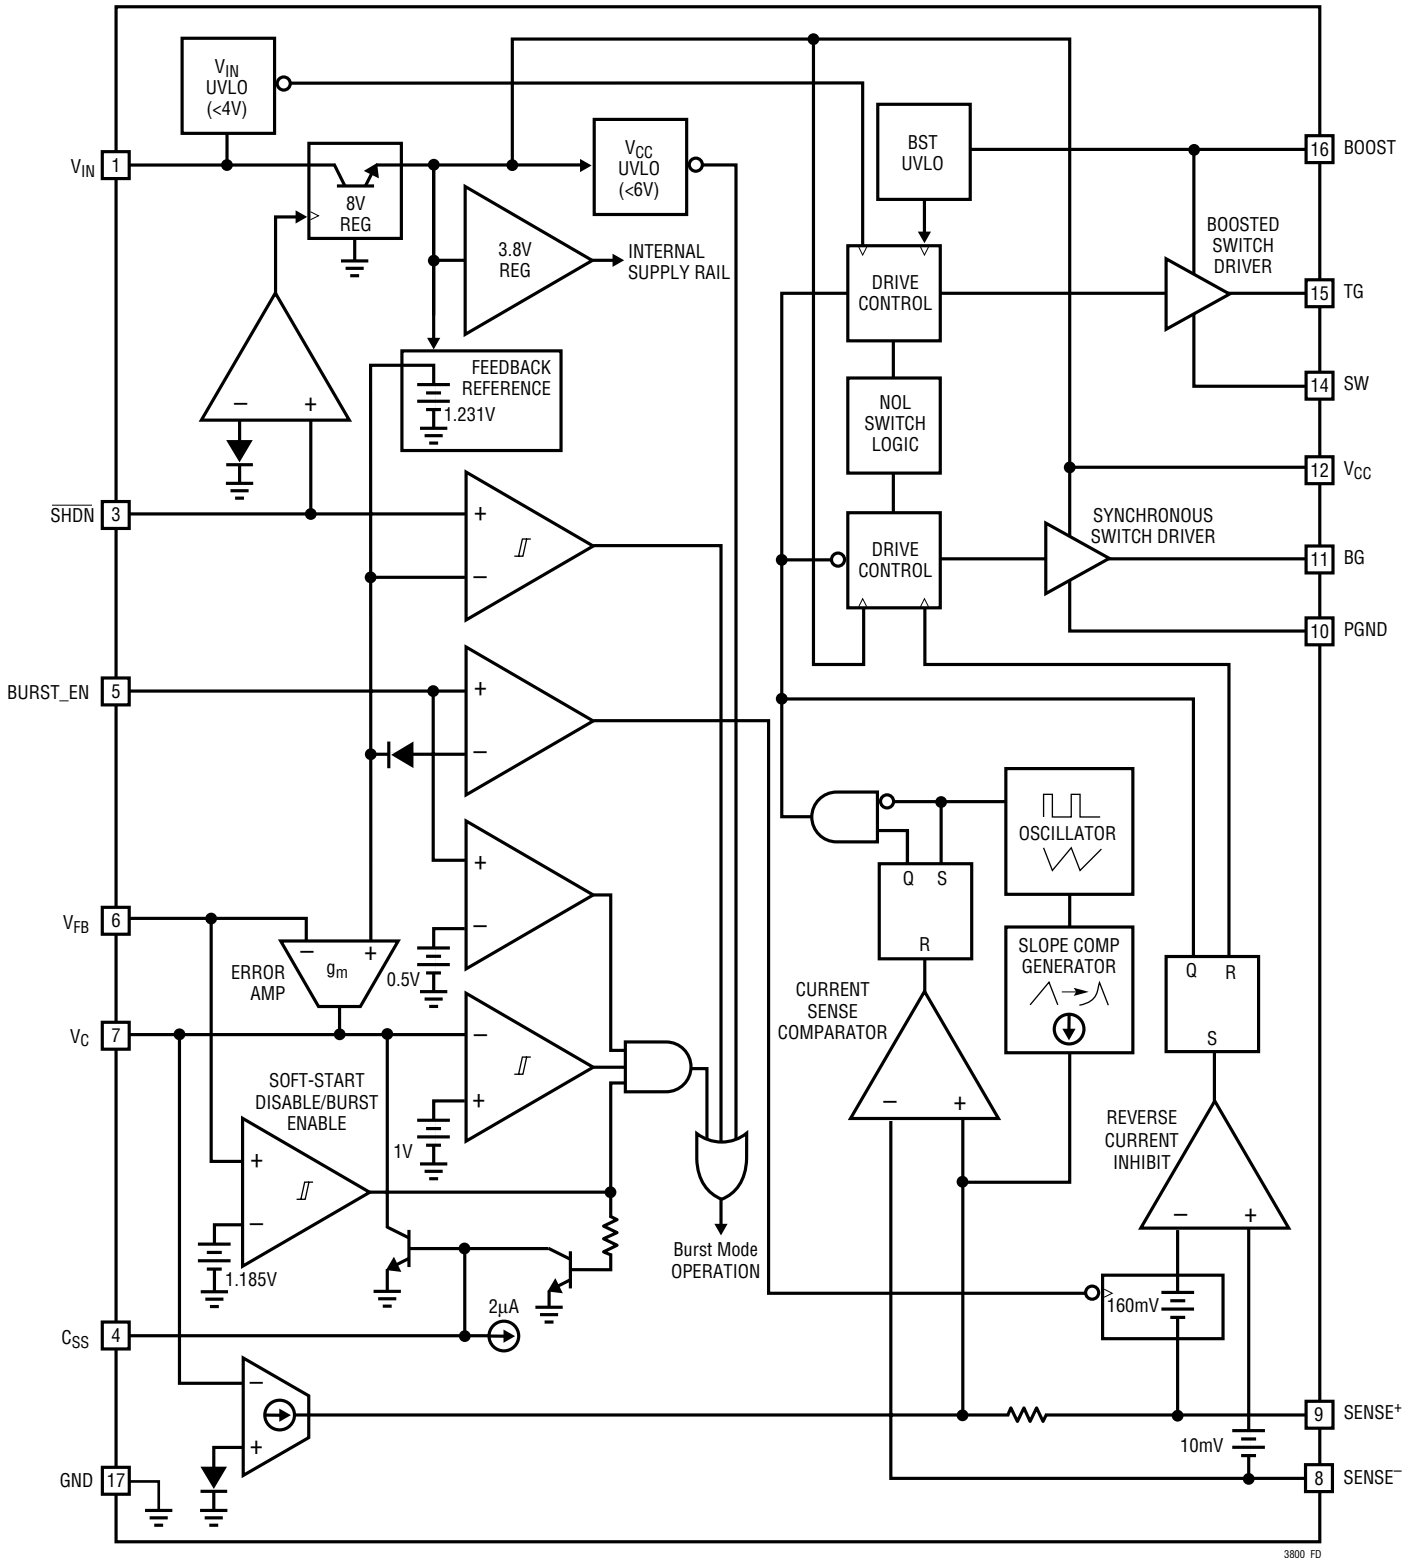 VIN
UVLO
(<4V)
VIN
1
8V
REG
VCC
UVLO
(<6V)
3.8V
REG
INTERNAL
SUPPLY RAIL
BST
UVLO
16
BOOST
BOOSTED
SWITCH
DRIVER
DRIVE
CONTROL
15
TG
FEEDBACK
REFERENCE
1.231V
–
+
NOL
SWITCH
LOGIC
14
SW
12
VCC
SHDN
3
+
–
SYNCHRONOUS
SWITCH DRIVER
DRIVE
CONTROL
11
BG
10
PGND
BURST_EN
5
+
–
OSCILLATOR
+
–
0.5V
Q
S
R
VFB
6
–
+
gm
ERROR
AMP
SLOPE COMP
GENERATOR
Q
R
S
CURRENT
SENSE
COMPARATOR
VC
7
–
+
1V
SOFT-START
DISABLE/BURST
ENABLE
–
+
REVERSE
CURRENT
INHIBIT
+
–
1.185V
–
+
Burst Mode
OPERATION
160mV
2µA
CSS
4
–
+
9
SENSE+
10mV
GND
17
8
SENSE–
3800 FD